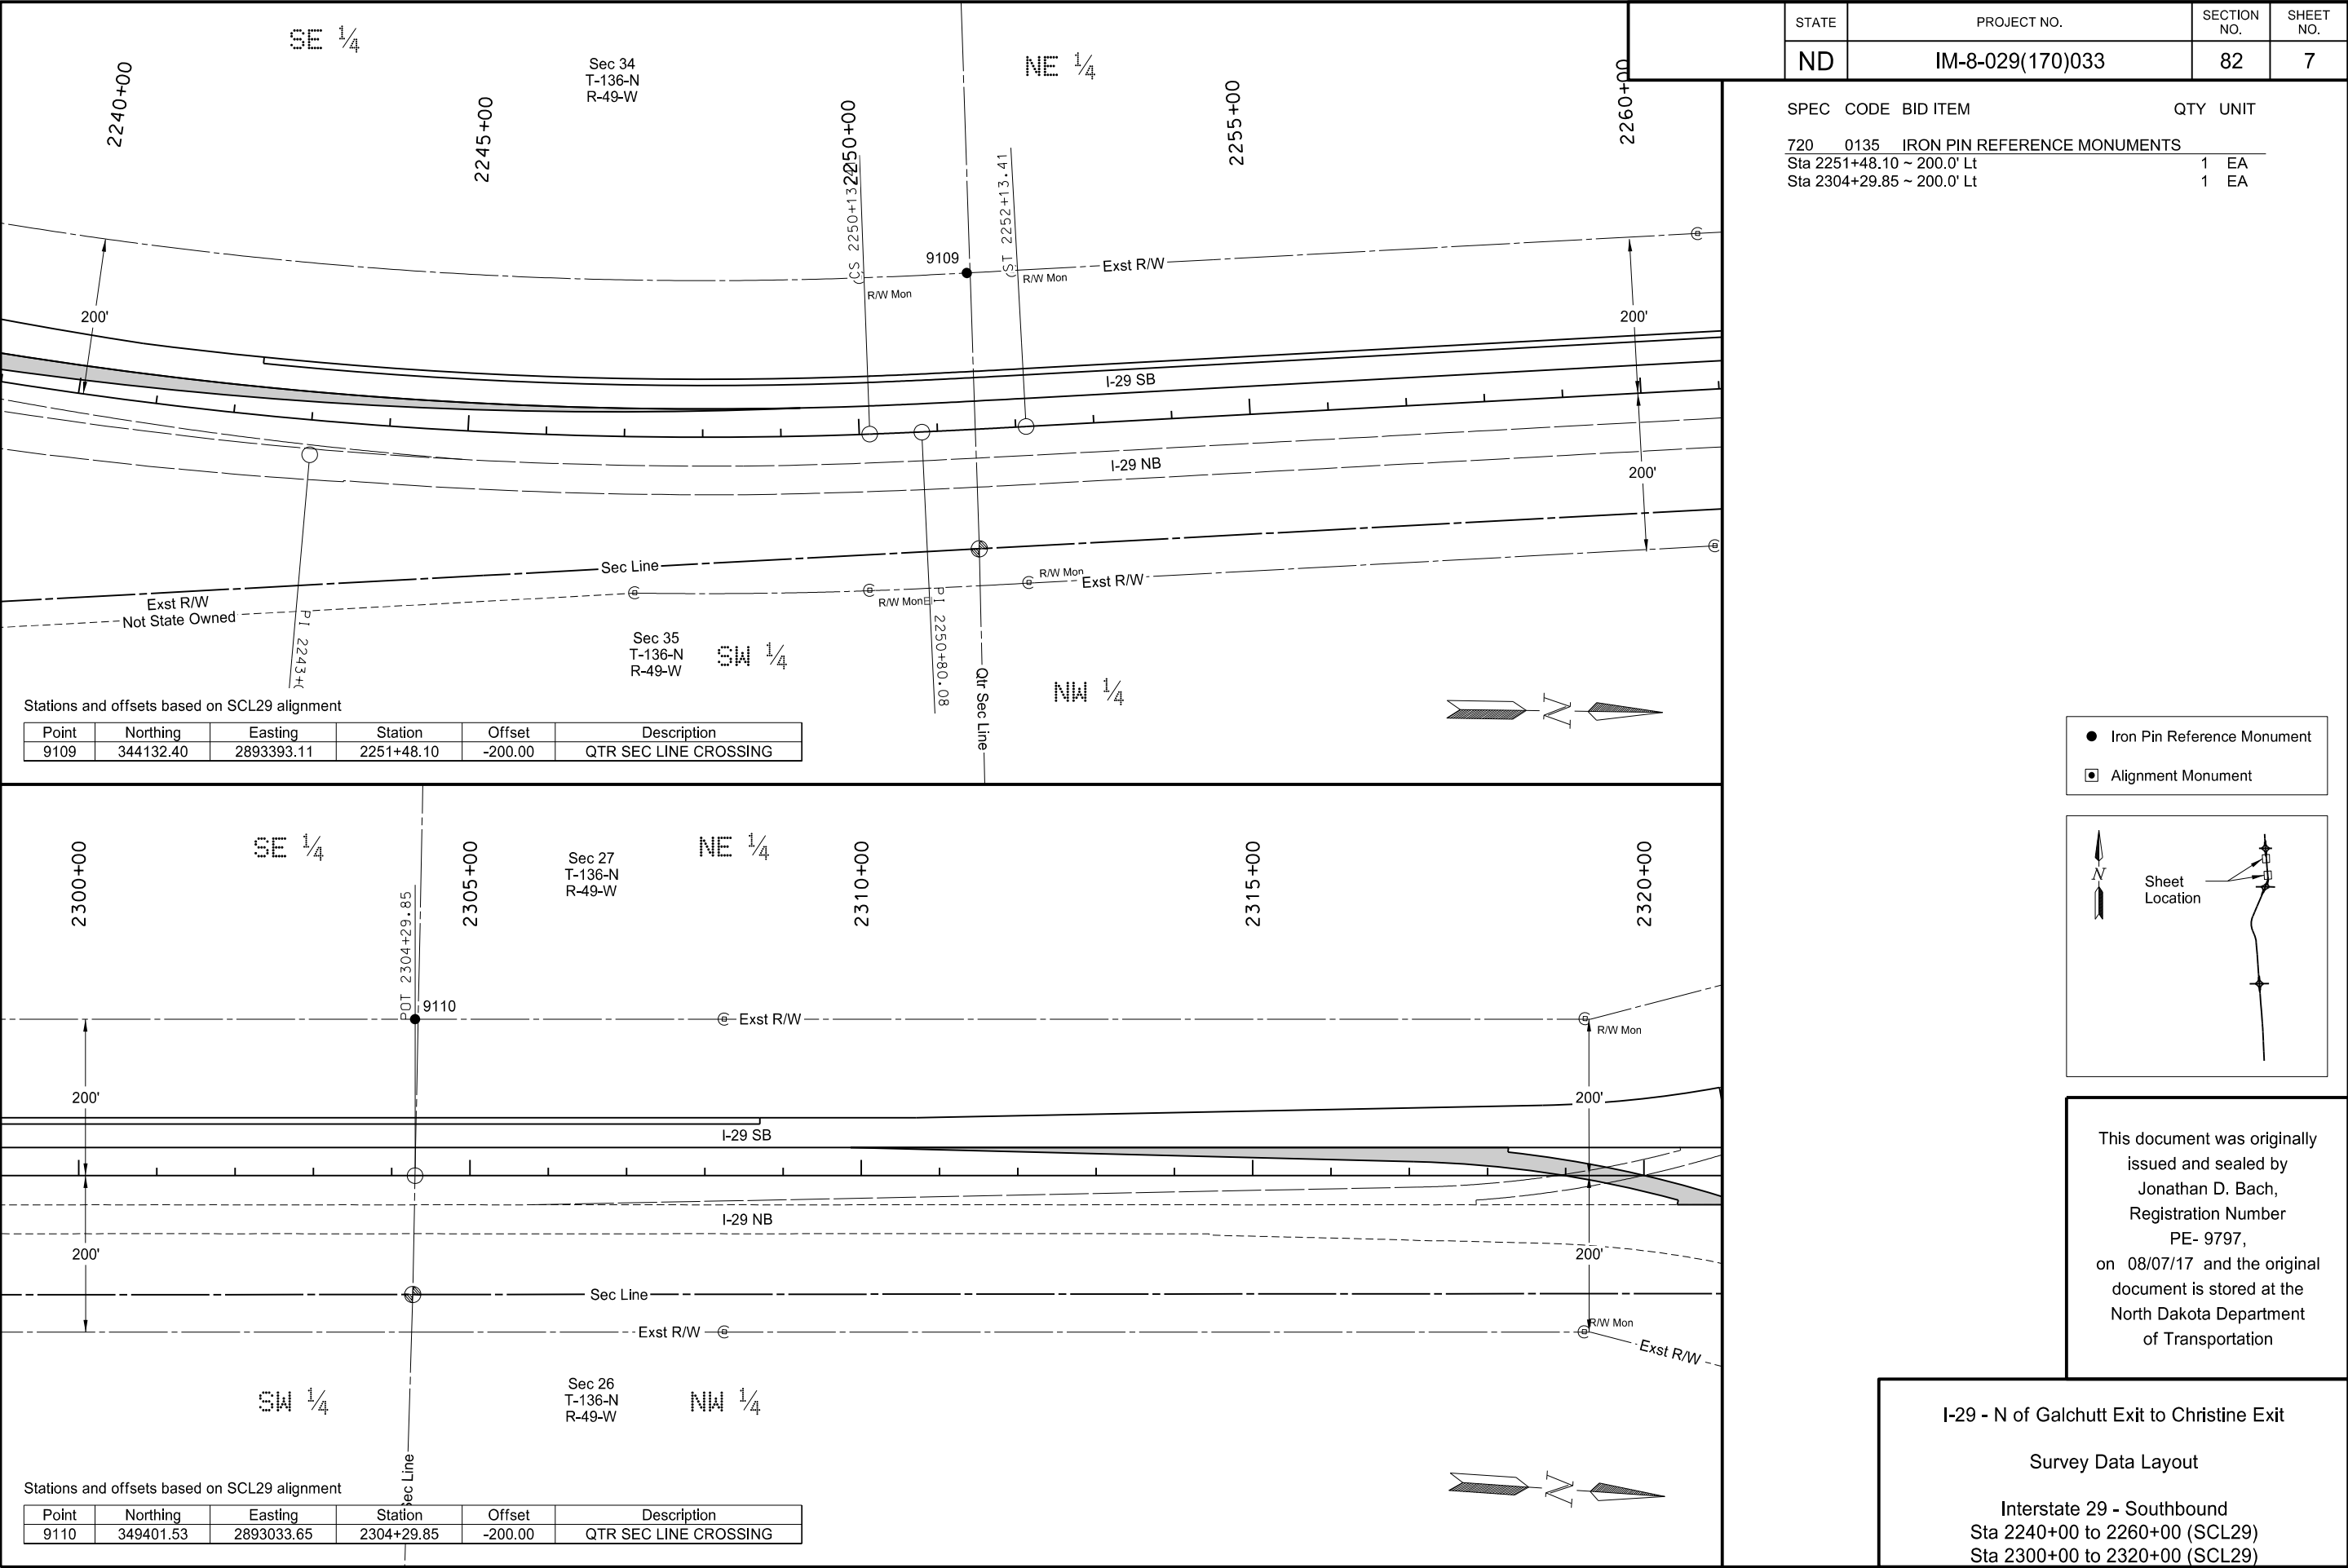 STATE
PROJECT NO.
SECTION NO.
SHEET NO.
ND
IM-8-029(170)033
82
7
SPEC CODE BID ITEM QTY UNIT
720 0135 IRON PIN REFERENCE MONUMENTS
Sta 2251+48.10 ~ 200.0' Lt 1 EA
Sta 2304+29.85 ~ 200.0' Lt 1 EA
SE 1/4
Sec 34
T-136-N
R-49-W
NE 1/4
2240+00
2245+00
2250+00
2255+00
2260+00
CS 2250+13.41
ST 2252+13.41
9109
R/W Mon
R/W Mon
Exst R/W
200'
200'
I-29 SB
I-29 NB
200'
Sec Line
Exst R/W
Not State Owned
R/W Mon
R/W Mon
Exst R/W
PI 2243+
PI 2250+80.08
Qtr Sec Line
Sec 35
T-136-N
R-49-W
SW 1/4
NW 1/4
N
Stations and offsets based on SCL29 alignment
Point Northing Easting Station Offset Description
9109 344132.40 2893393.11 2251+48.10 -200.00 QTR SEC LINE CROSSING
SE 1/4
Sec 27
T-136-N
R-49-W
NE 1/4
2300+00
2305+00
2310+00
2315+00
2320+00
POT 2304+29.85
9110
Exst R/W
R/W Mon
200'
200'
I-29 SB
I-29 NB
200'
200'
Sec Line
Exst R/W
R/W Mon
Exst R/W
SW 1/4
Sec 26
T-136-N
R-49-W
NW 1/4
Sec Line
N
Stations and offsets based on SCL29 alignment
Point Northing Easting Station Offset Description
9110 349401.53 2893033.65 2304+29.85 -200.00 QTR SEC LINE CROSSING
Iron Pin Reference Monument
Alignment Monument
N
Sheet
Location
This document was originally
issued and sealed by
Jonathan D. Bach,
Registration Number
PE- 9797,
on 08/07/17 and the original
document is stored at the
North Dakota Department
of Transportation
I-29 - N of Galchutt Exit to Christine Exit
Survey Data Layout
Interstate 29 - Southbound
Sta 2240+00 to 2260+00 (SCL29)
Sta 2300+00 to 2320+00 (SCL29)